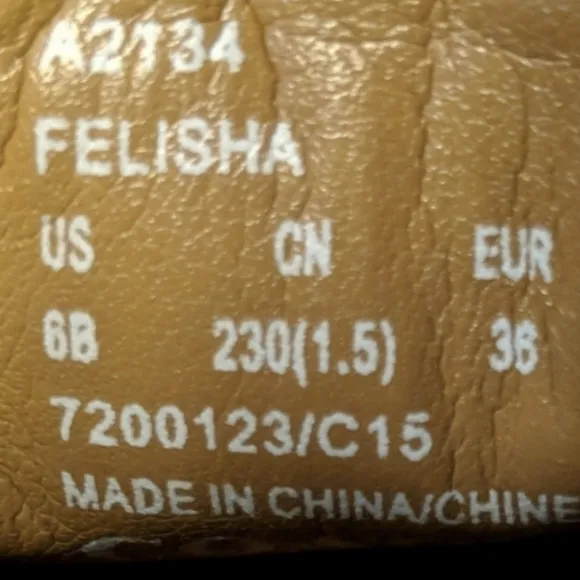 A2134
FELISHA
US CN EUR
6B 230(1.5) 36
7200123/C15
MADE IN CHINA/CHINE